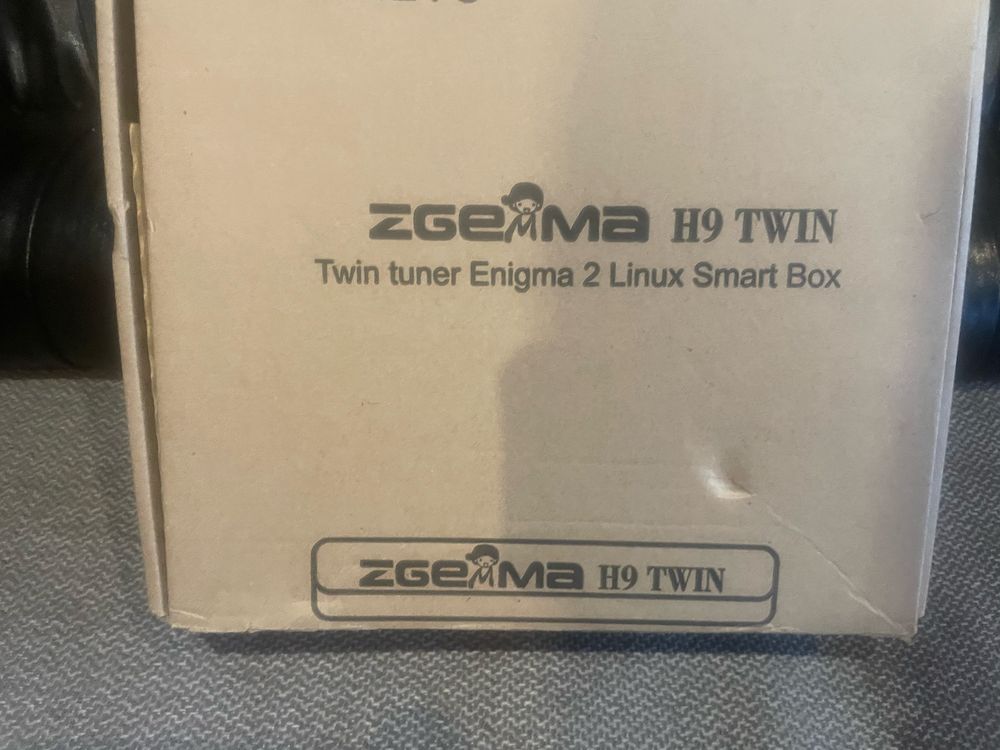 ZGEMMA H9 TWIN
Twin tuner Enigma 2 Linux Smart Box
ZGEMMA H9 TWIN